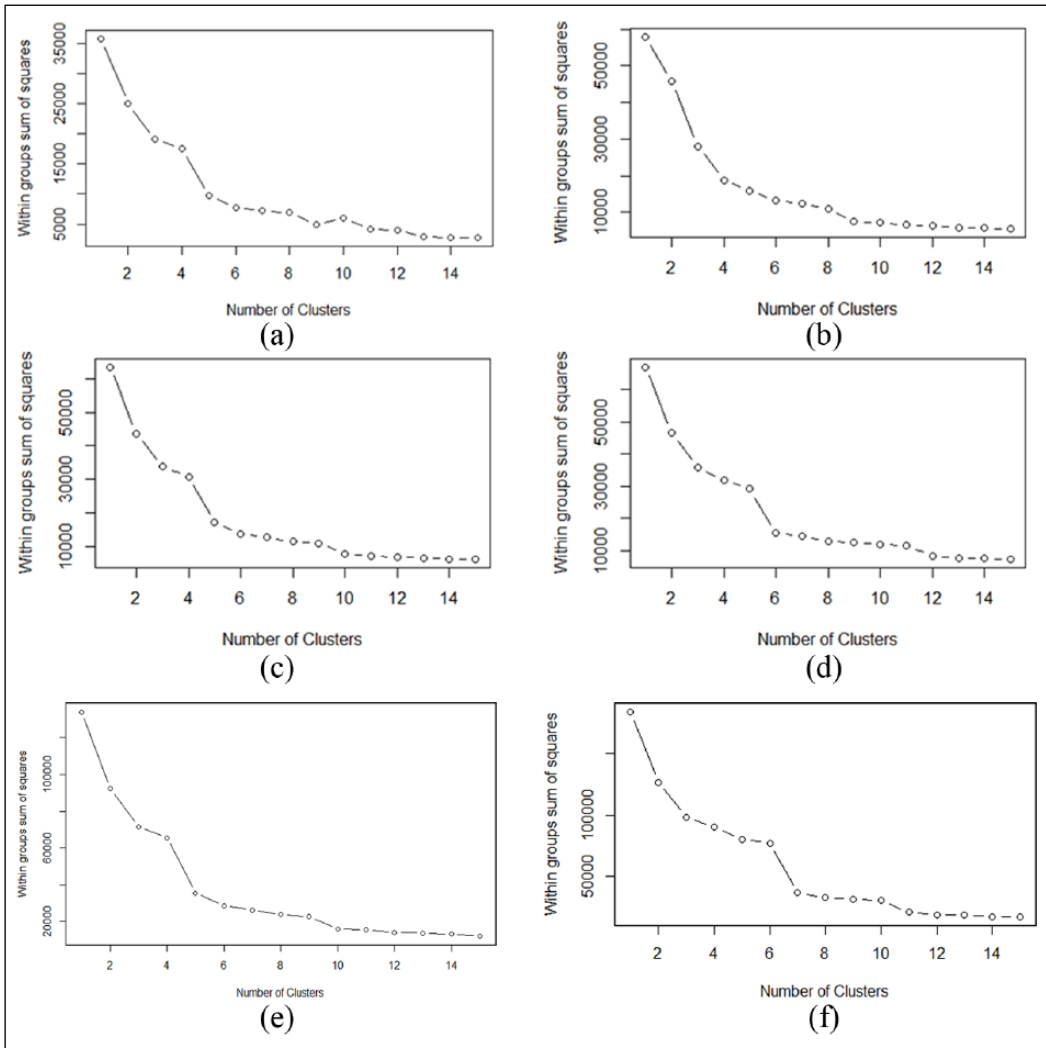 Within groups sum of squares
35000
25000
15000
5000
2 4 6 8 10 12 14
Number of Clusters
(a)
Within groups sum of squares
50000
30000
10000
2 4 6 8 10 12 14
Number of Clusters
(b)
Within groups sum of squares
50000
30000
10000
2 4 6 8 10 12 14
Number of Clusters
(c)
Within groups sum of squares
50000
30000
10000
2 4 6 8 10 12 14
Number of Clusters
(d)
Within groups sum of squares
100000
60000
20000
2 4 6 8 10 12 14
Number of Clusters
(e)
Within groups sum of squares
100000
50000
2 4 6 8 10 12 14
Number of Clusters
(f)